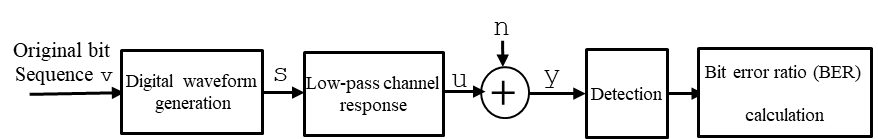 n
Original bit
Sequence v
Digital waveform
generation
s
Low-pass channel
response
u
+
y
Detection
Bit error ratio (BER)
calculation